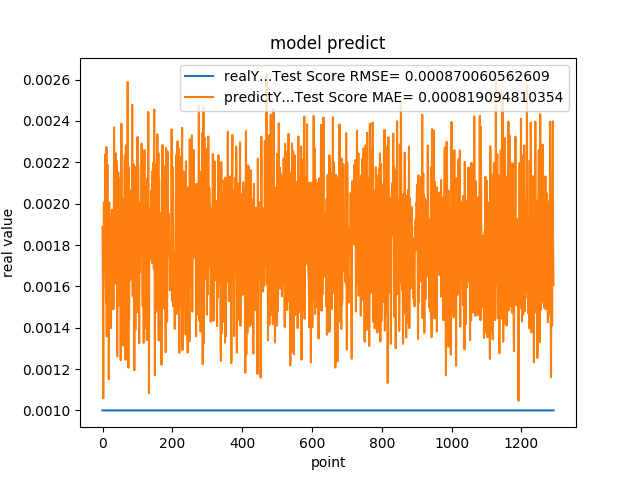 model predict
realY...Test Score RMSE= 0.000870060562609
predictY...Test Score MAE= 0.000819094810354
real value
0.0026
0.0024
0.0022
0.0020
0.0018
0.0016
0.0014
0.0012
0.0010
0 200 400 600 800 1000 1200
point